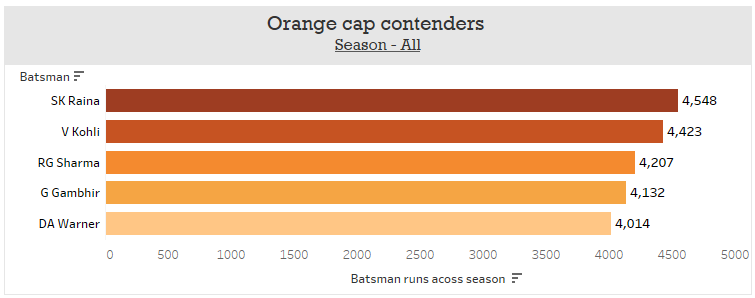 Orange cap contenders
Season - All
Batsman
SK Raina 4,548
V Kohli 4,423
RG Sharma 4,207
G Gambhir 4,132
DA Warner 4,014
0 500 1000 1500 2000 2500 3000 3500 4000 4500 5000
Batsman runs acoss season